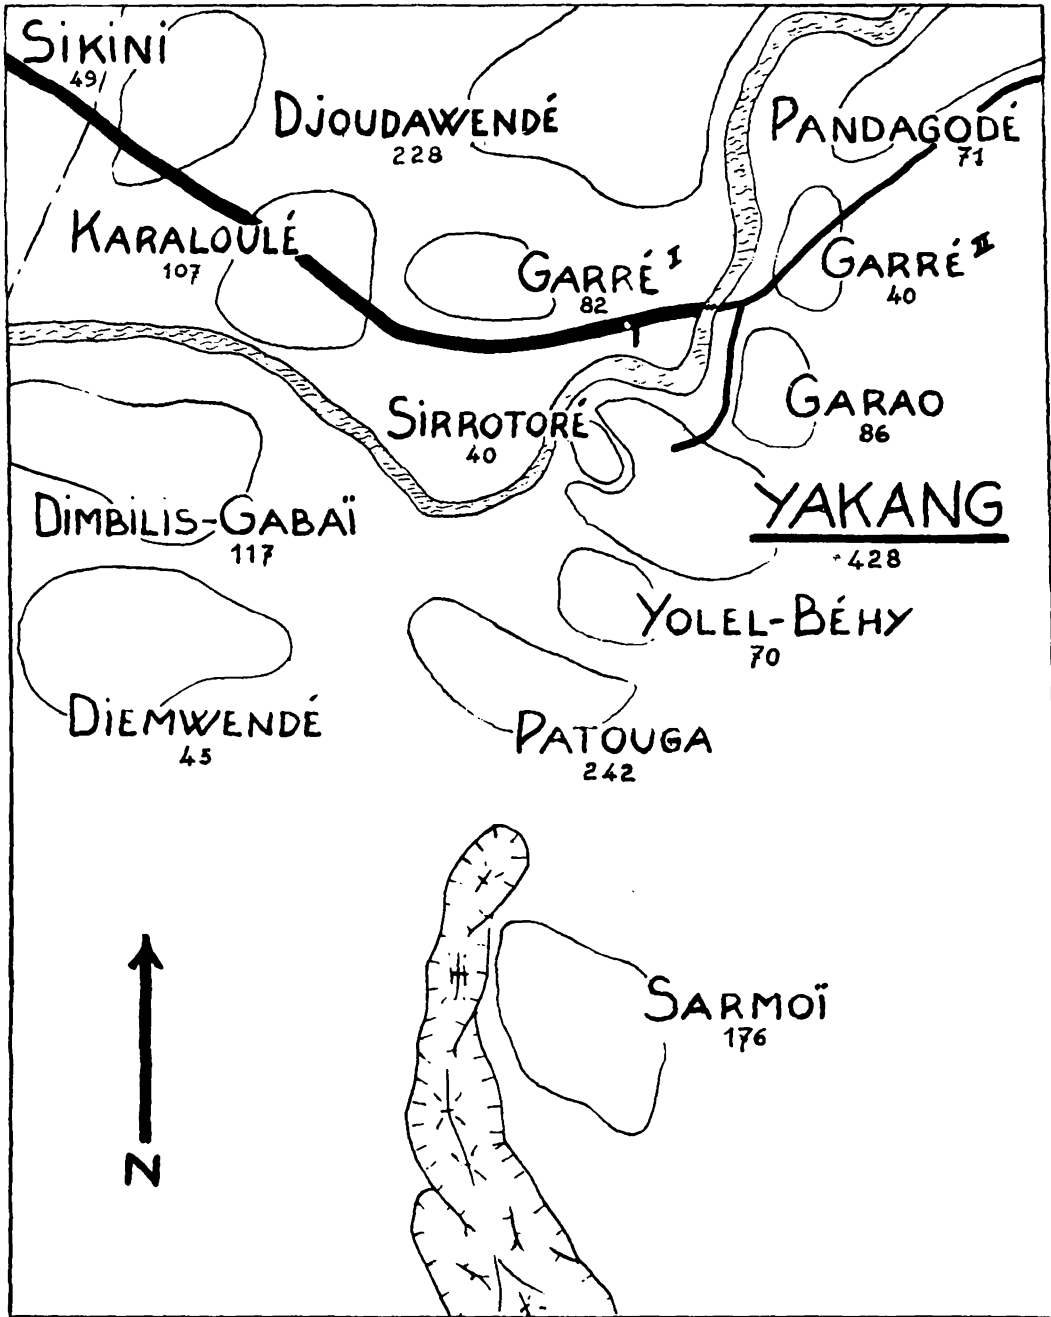 SIKINI
49
DJOUDAWENDÉ
228
PANDAGODÉ
71
KARALOULÉ
107
GARRÉ I
82
GARRÉ II
40
SIRROTORÉ
40
GARAO
86
DIMBILIS-GABAÏ
117
YAKANG
428
YOLEL-BÉHY
70
DIEMWENDÉ
45
PATOUGA
242
SARMOÏ
176
N